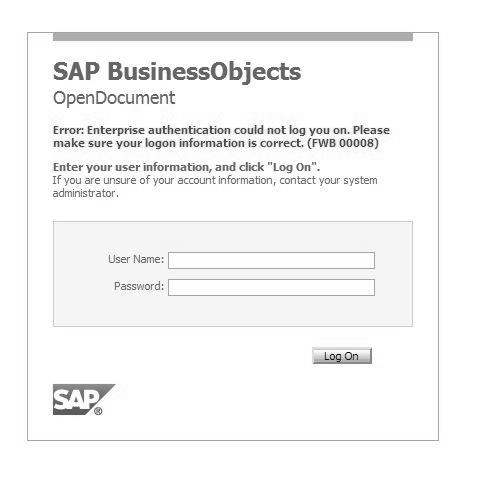 SAP BusinessObjects
OpenDocument
Error: Enterprise authentication could not log you on. Please
make sure your logon information is correct. (FWB 00008)
Enter your user information, and click "Log On".
If you are unsure of your account information, contact your system
administrator.
User Name:
Password:
Log On
SAP®